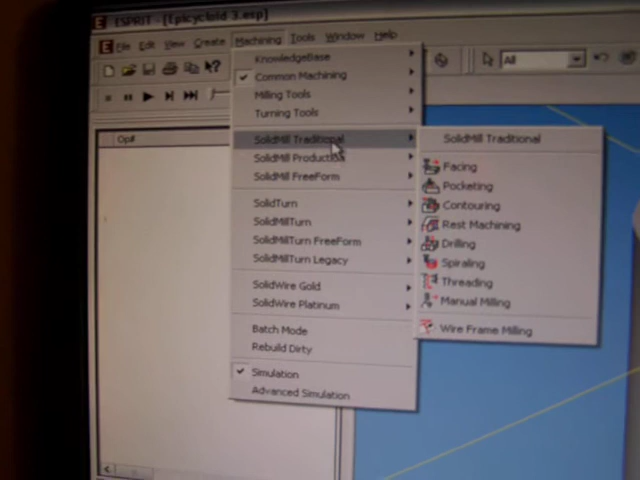 ESPRIT - [Epicycloid 3.esp]
File Edit View Create Machining Tools Window Help
KnowledgeBase
Common Machining
All
Milling Tools
Turning Tools
Op#
SolidMill Traditional
SolidMill Traditional
SolidMill Production
Facing
SolidMill FreeForm
Pocketing
SolidTurn
Contouring
SolidMillTurn
Rest Machining
SolidMillTurn FreeForm
Drilling
SolidMillTurn Legacy
Spiraling
SolidWire Gold
Threading
SolidWire Platinum
Manual Milling
Batch Mode
Wire Frame Milling
Rebuild Dirty
Simulation
Advanced Simulation